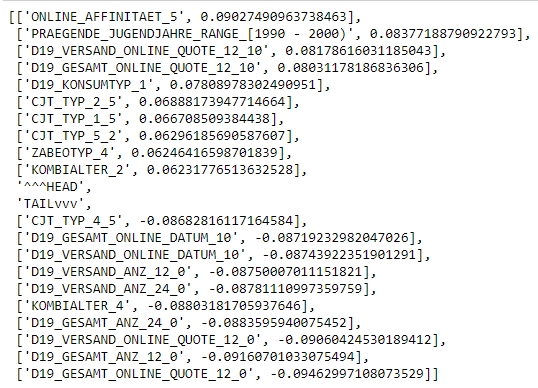 [['ONLINE_AFFINITAET_5', 0.09027490963738463],
['PRAEGENDE_JUGENDJAHRE_RANGE_[1990 - 2000)', 0.08377188790922793],
['D19_VERSAND_ONLINE_QUOTE_12_10', 0.08178616031185043],
['D19_GESAMT_ONLINE_QUOTE_12_10', 0.08031178186836306],
['D19_KONSUMTYP_1', 0.07808978302490951],
['CJT_TYP_2_5', 0.06888173947714664],
['CJT_TYP_1_5', 0.066708509384438],
['CJT_TYP_5_2', 0.06296185690587607],
['ZABEOTYP_4', 0.06246416598701839],
['KOMBIALTER_2', 0.06231776513632528],
'^^^HEAD',
'TAILvvv',
['CJT_TYP_4_5', -0.08682816117164584],
['D19_GESAMT_ONLINE_DATUM_10', -0.08719232982047026],
['D19_VERSAND_ONLINE_DATUM_10', -0.08743922351901291],
['D19_VERSAND_ANZ_12_0', -0.08750007011151821],
['D19_VERSAND_ANZ_24_0', -0.08781110997359759],
['KOMBIALTER_4', -0.08803181705937646],
['D19_GESAMT_ANZ_24_0', -0.0883595940075452],
['D19_VERSAND_ONLINE_QUOTE_12_0', -0.09060424530189412],
['D19_GESAMT_ANZ_12_0', -0.09160701033075494],
['D19_GESAMT_ONLINE_QUOTE_12_0', -0.09462997108073529]]